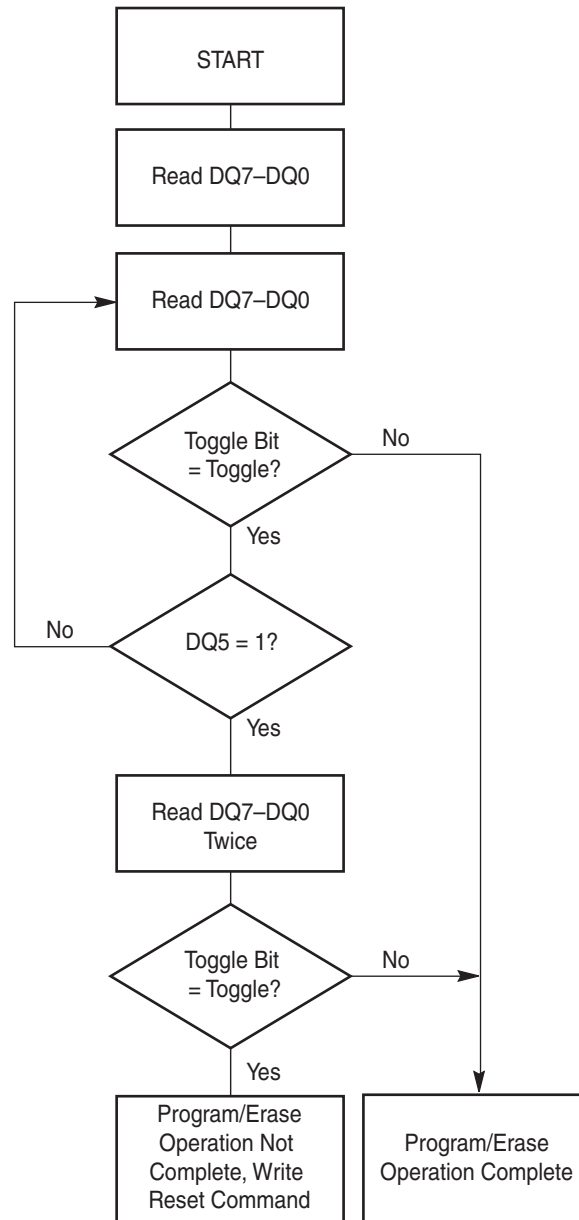 START
Read DQ7–DQ0
Read DQ7–DQ0
Toggle Bit
= Toggle?
No
Yes
No
DQ5 = 1?
Yes
Read DQ7–DQ0
Twice
Toggle Bit
= Toggle?
No
Yes
Program/Erase
Operation Not
Complete, Write
Reset Command
Program/Erase
Operation Complete